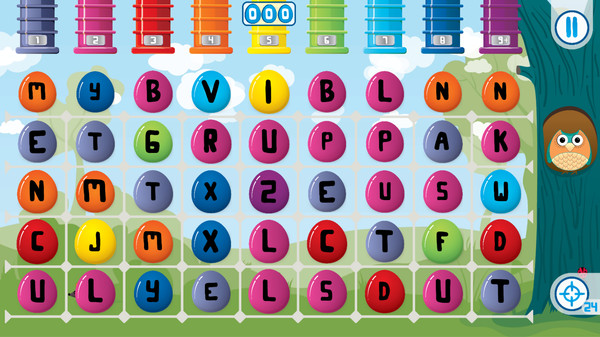 1 2 3 4 000 5 6 7 8 9+
M Y B V I B L N N
E T G R U P P A K
N M T X Z E U S W
C J M X L C T F D
U L Y E L S D U T
24